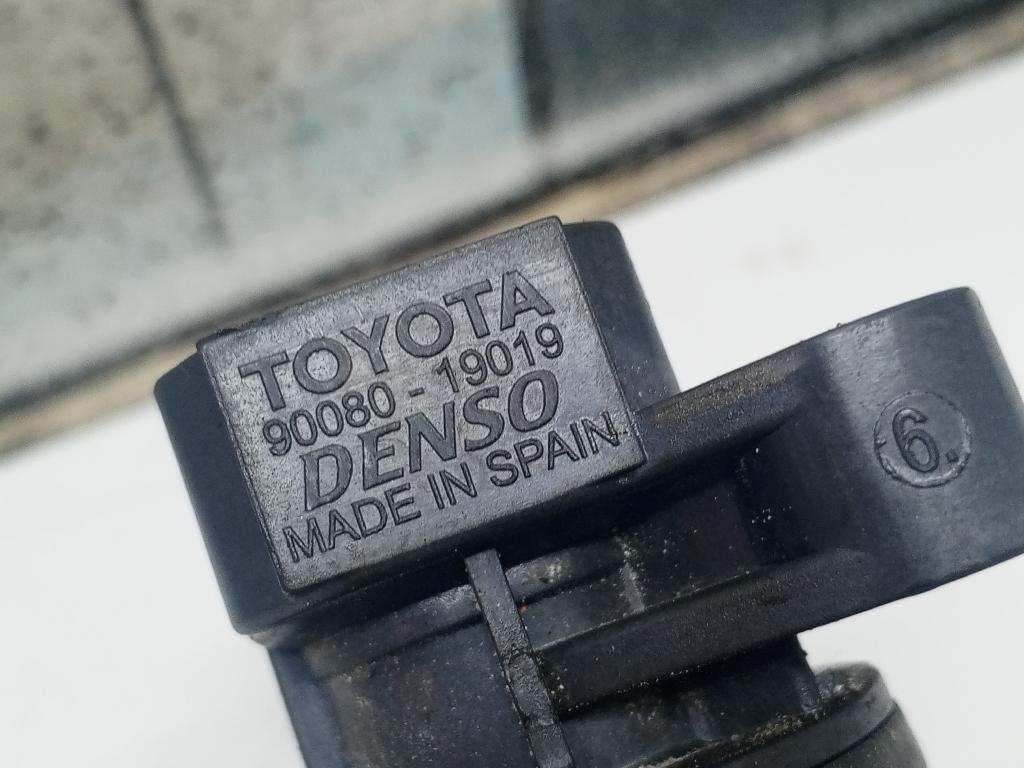 TOYOTA
90080-19019
DENSO
MADE IN SPAIN
6.